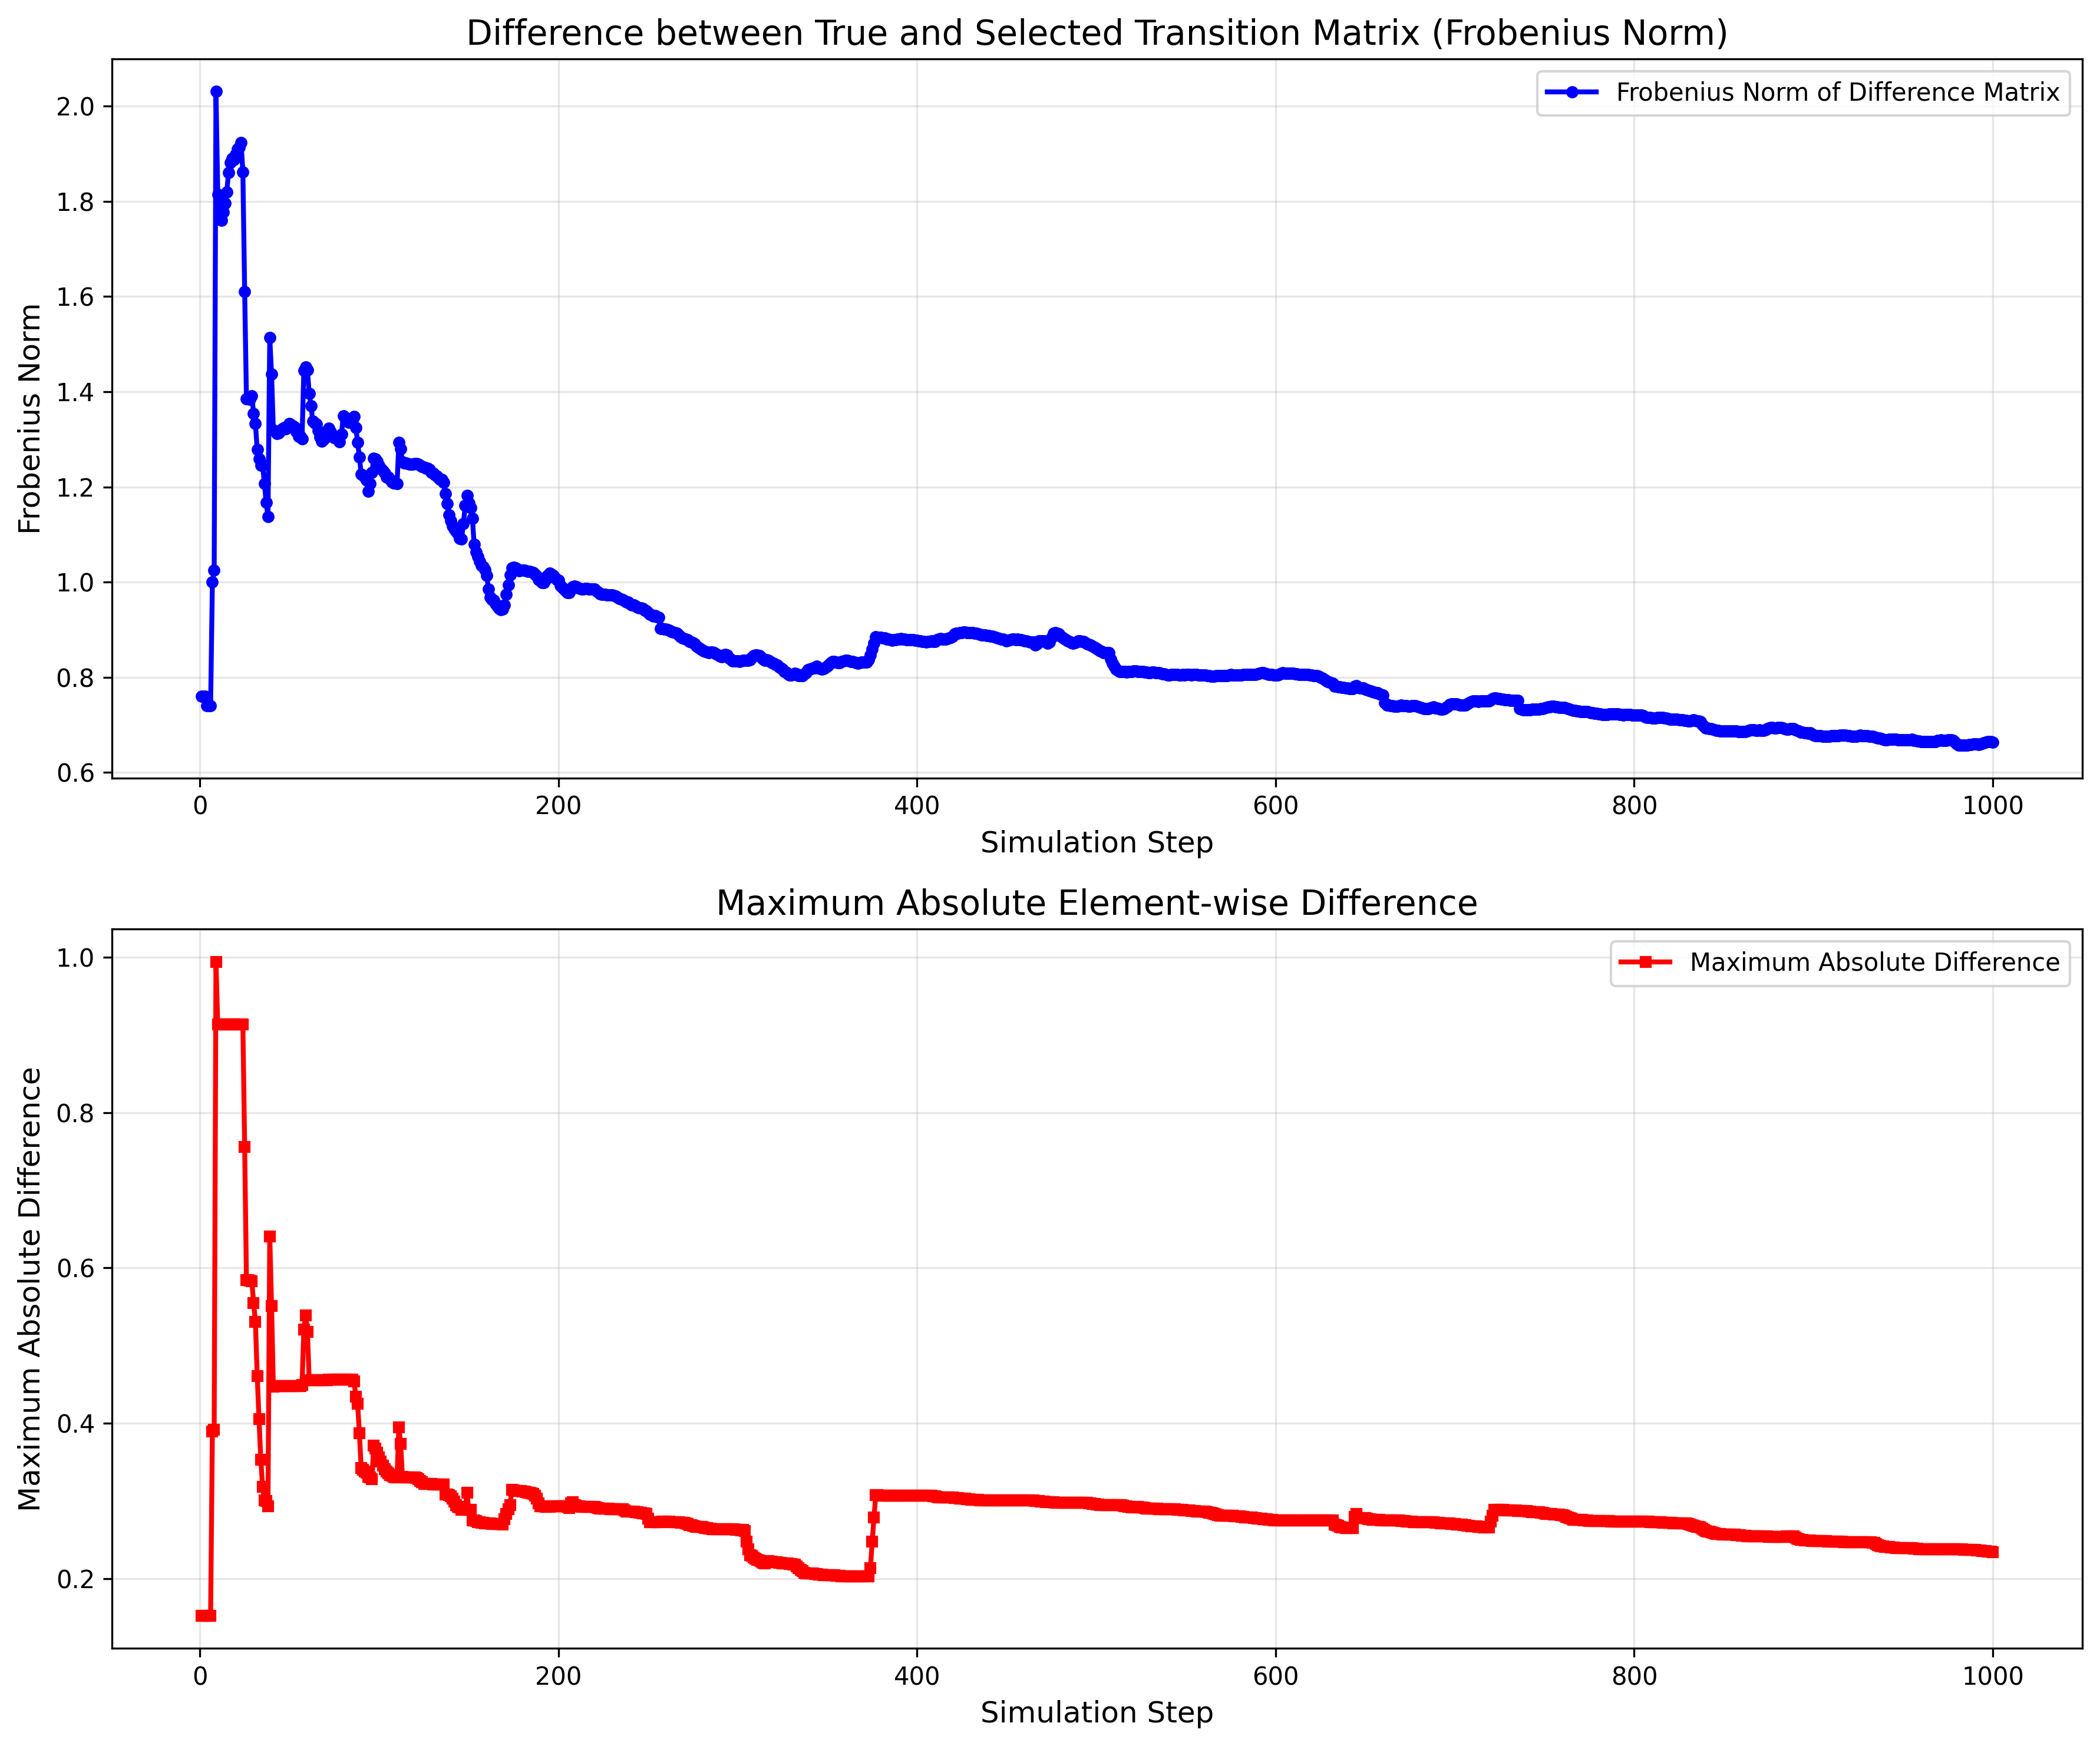 Difference between True and Selected Transition Matrix (Frobenius Norm)
Frobenius Norm of Difference Matrix
Frobenius Norm
2.0
1.8
1.6
1.4
1.2
1.0
0.8
0.6
0 200 400 600 800 1000
Simulation Step
Maximum Absolute Element-wise Difference
Maximum Absolute Difference
Maximum Absolute Difference
1.0
0.8
0.6
0.4
0.2
0 200 400 600 800 1000
Simulation Step